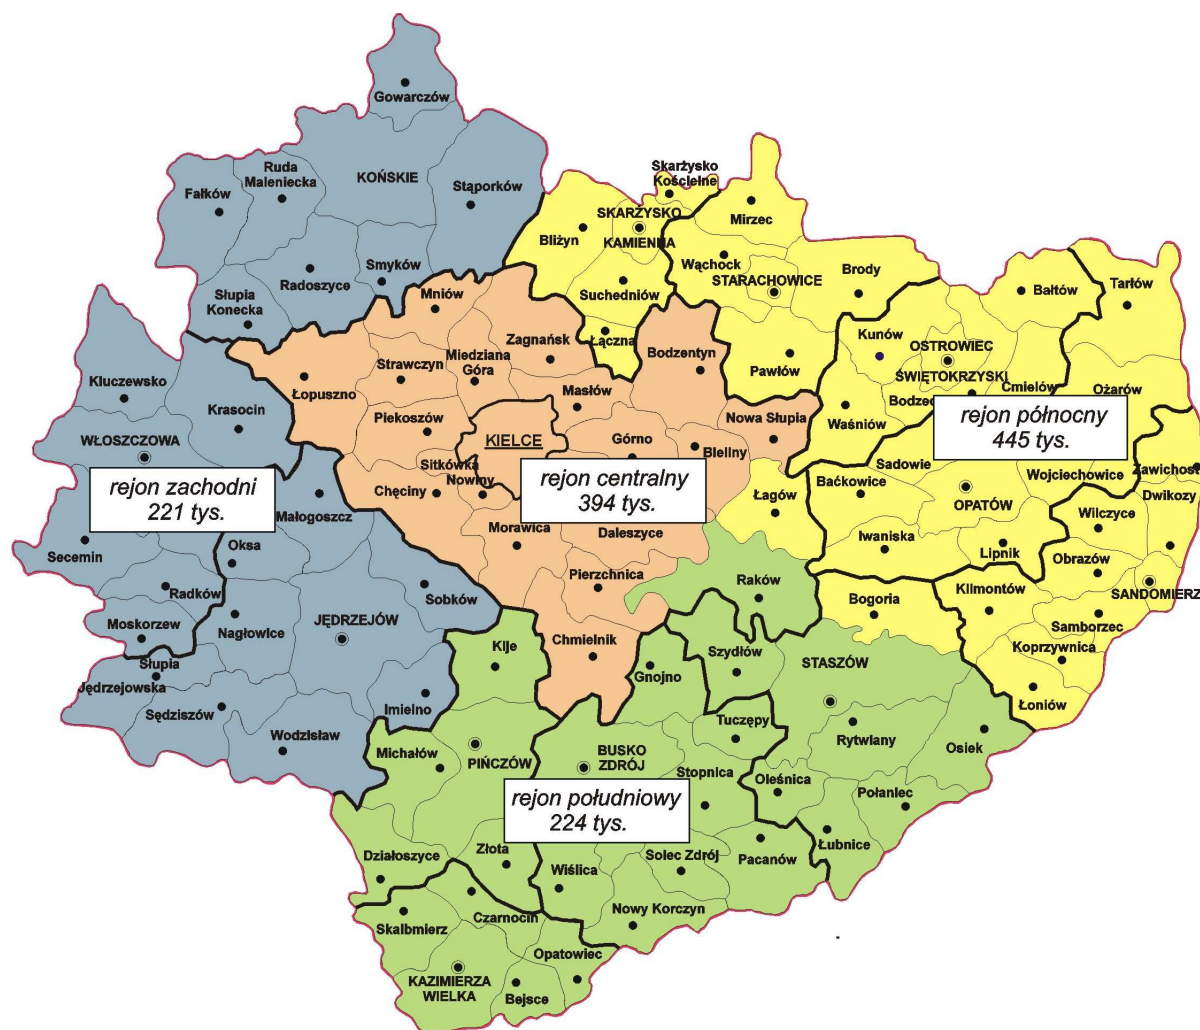 Gowarczów
Ruda
Maleniecka
KOŃSKIE
Stąporków
Fałków
Smyków
Radoszyce
Słupia
Konecka
Skarżysko
Kościelne
SKARŻYSKO
KAMIENNA
Bliżyn
Suchedniów
Łączna
Mirzec
Wąchock
STARACHOWICE
Brody
Pawłów
Bałtów
Tarłów
Kunów
OSTROWIEC
ŚWIĘTOKRZYSKI
Ćmielów
Ożarów
Bodzec
Waśniów
rejon północny
445 tys.
Sadowie
Wojciechowice
Zawichost
Dwikozy
Baćkowice
OPATÓW
Wilczyce
Iwaniska
Lipnik
Obrazów
SANDOMIERZ
Łagów
Bogoria
Klimontów
Samborzec
Koprzywnica
Łoniów
Mniów
Zagnańsk
Bodzentyn
Strawczyn
Miedziana
Góra
Łopuszno
Masłów
Nowa Słupia
Piekoszów
KIELCE
Górno
Bieliny
Sitkówka
Nowiny
Chęciny
rejon centralny
394 tys.
Morawica
Daleszyce
Pierzchnica
Chmielnik
Kluczewsko
Krasocin
WŁOSZCZOWA
rejon zachodni
221 tys.
Małogoszcz
Secemin
Oksa
Radków
Moskorzew
Nagłowice
JĘDRZEJÓW
Sobków
Słupia
Jędrzejowska
Sędziszów
Imielno
Wodzisław
Raków
Kije
Gnojno
Szydłów
STASZÓW
Tuczępy
Rytwiany
Osiek
Michałów
PIŃCZÓW
BUSKO
ZDRÓJ
Stopnica
Oleśnica
Połaniec
rejon południowy
224 tys.
Łubnice
Działoszyce
Złota
Wiślica
Solec Zdrój
Pacanów
Skalbmierz
Czarnocin
Nowy Korczyn
Opatowiec
KAZIMIERZA
WIELKA
Bejsce